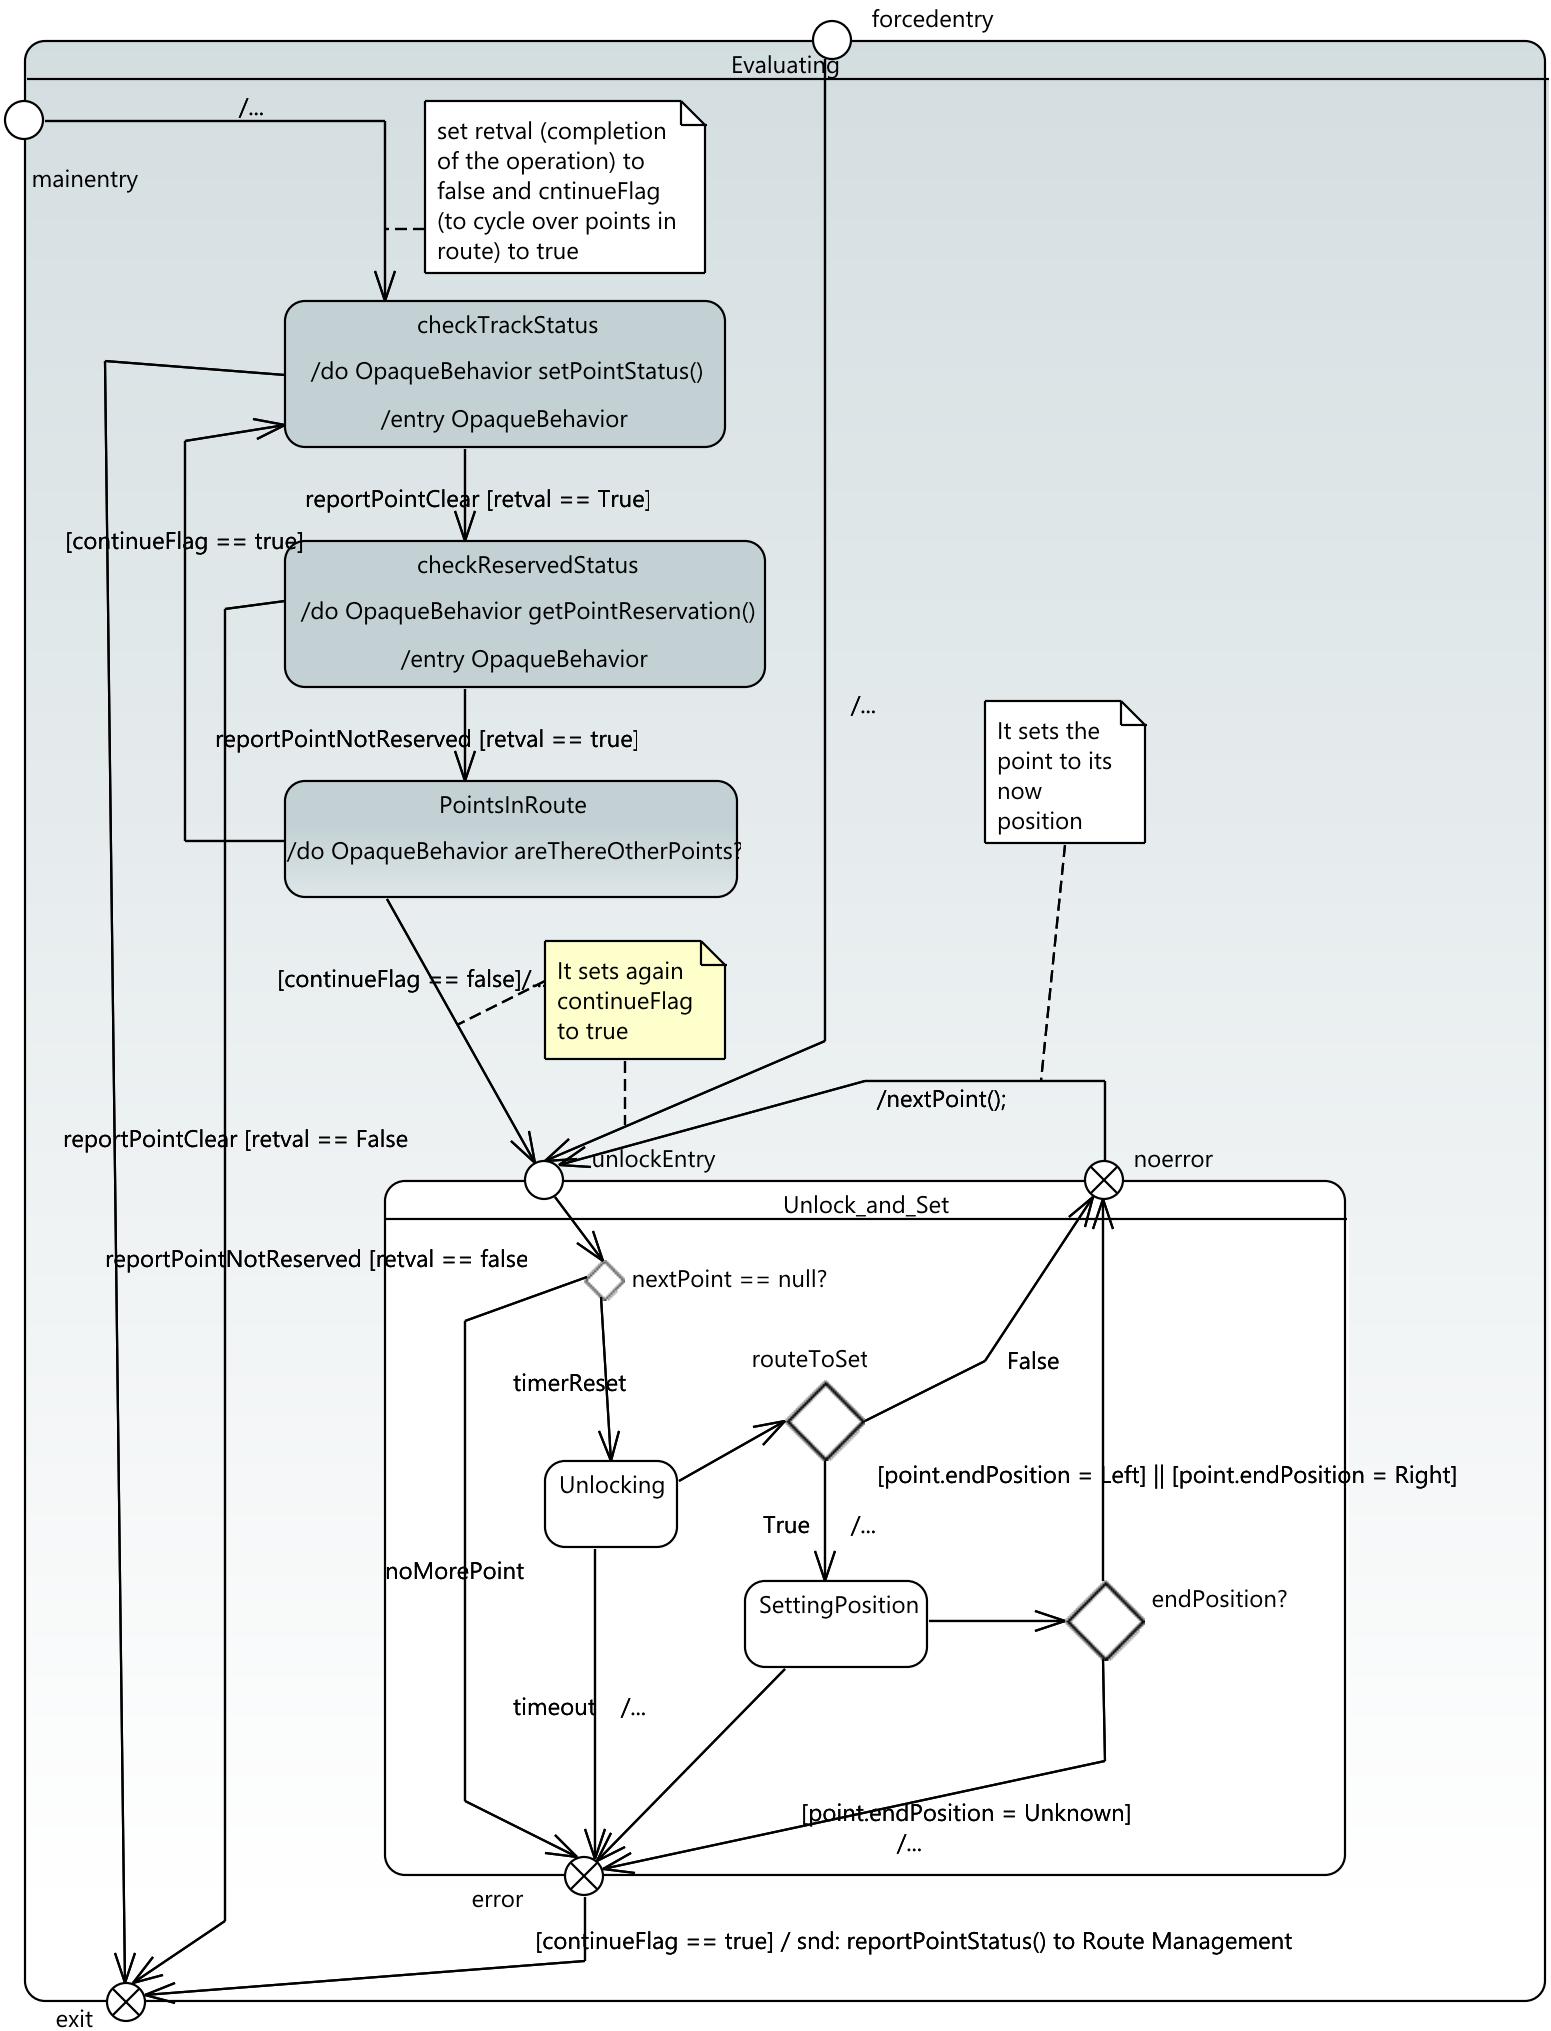 forcedentry
Evaluating
/...
mainentry
set retval (completion
of the operation) to
false and cntinueFlag
(to cycle over points in
route) to true
checkTrackStatus
/do OpaqueBehavior setPointStatus()
/entry OpaqueBehavior
reportPointClear [retval == True]
[continueFlag == true]
checkReservedStatus
/do OpaqueBehavior getPointReservation()
/entry OpaqueBehavior
/...
reportPointNotReserved [retval == true]
It sets the
point to its
now
position
PointsInRoute
/do OpaqueBehavior areThereOtherPoints?
[continueFlag == false]/...
It sets again
continueFlag
to true
/nextPoint();
reportPointClear [retval == False
unlockEntry
noerror
Unlock_and_Set
reportPointNotReserved [retval == false
nextPoint == null?
routeToSet
False
timerReset
[point.endPosition = Left] || [point.endPosition = Right]
Unlocking
True /...
noMorePoint
SettingPosition
endPosition?
timeout /...
[point.endPosition = Unknown]
/...
error
[continueFlag == true] / snd: reportPointStatus() to Route Management
exit